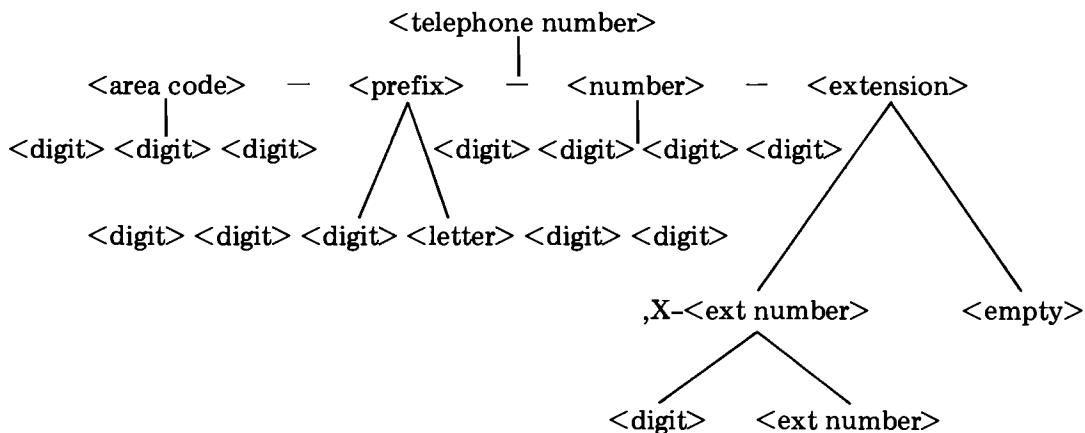 <telephone number>
<area code> — <prefix> — <number> — <extension>
<digit> <digit> <digit> <digit> <digit> <digit> <digit>
<digit> <digit> <digit> <letter> <digit> <digit>
,X-<ext number> <empty>
<digit> <ext number>